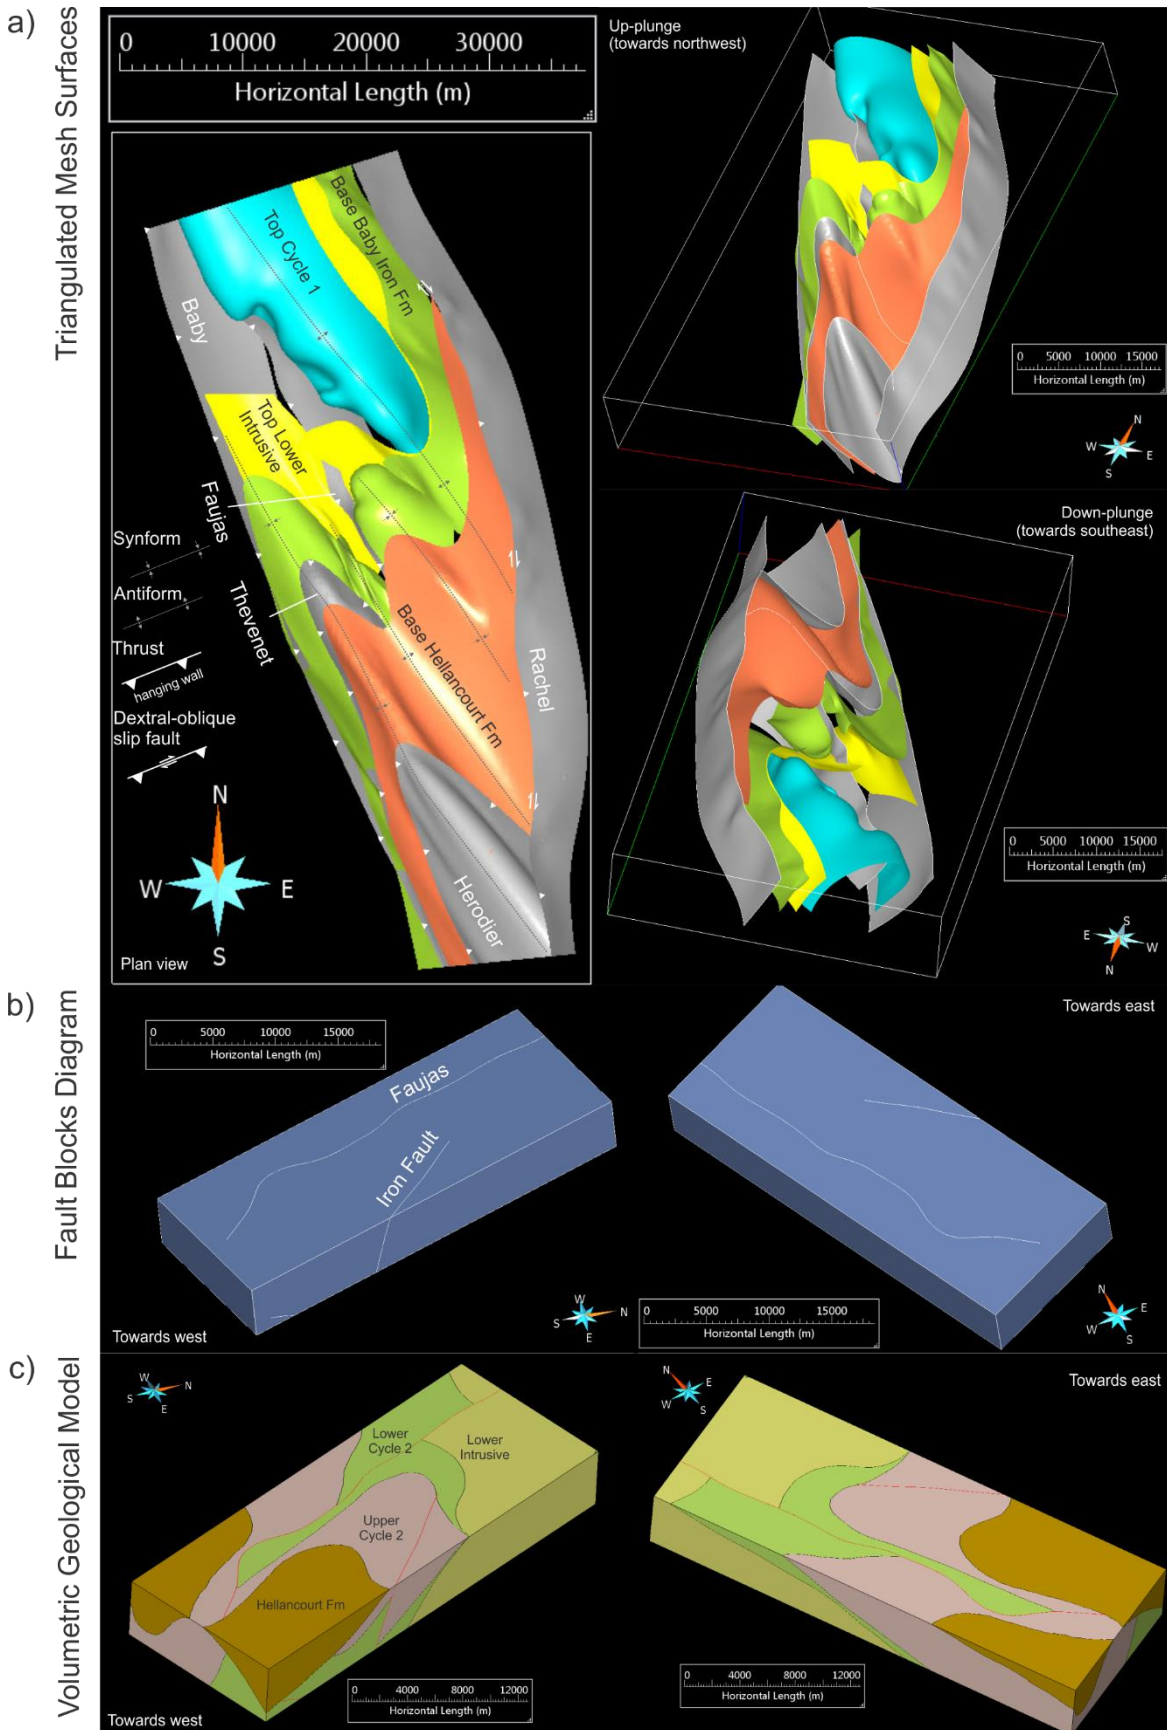 a)
Triangulated Mesh Surfaces
0 10000 20000 30000
Horizontal Length (m)
Top Cycle 1
Base Baby Iron Fm
Baby
Top Lower
Intrusive
Faujas
Synform
Antiform
Thevenet
Thrust
hanging wall
Dextral-oblique
slip fault
Base Hellancourt Fm
Rachel
Herodier
N
W E
S
Plan view
Up-plunge
(towards northwest)
0 5000 10000 15000
Horizontal Length (m)
N
W E
S
Down-plunge
(towards southeast)
0 5000 10000 15000
Horizontal Length (m)
S
E W
N
b)
Fault Blocks Diagram
0 5000 10000 15000
Horizontal Length (m)
Faujas
Iron Fault
W
S N
E
Towards west
Towards east
0 5000 10000 15000
Horizontal Length (m)
N
E
W
S
c)
Volumetric Geological Model
W
N
S
E
Lower
Cycle 2
Lower
Intrusive
Upper
Cycle 2
Hellancourt Fm
0 4000 8000 12000
Horizontal Length (m)
Towards west
N
E
W
S
Towards east
0 4000 8000 12000
Horizontal Length (m)